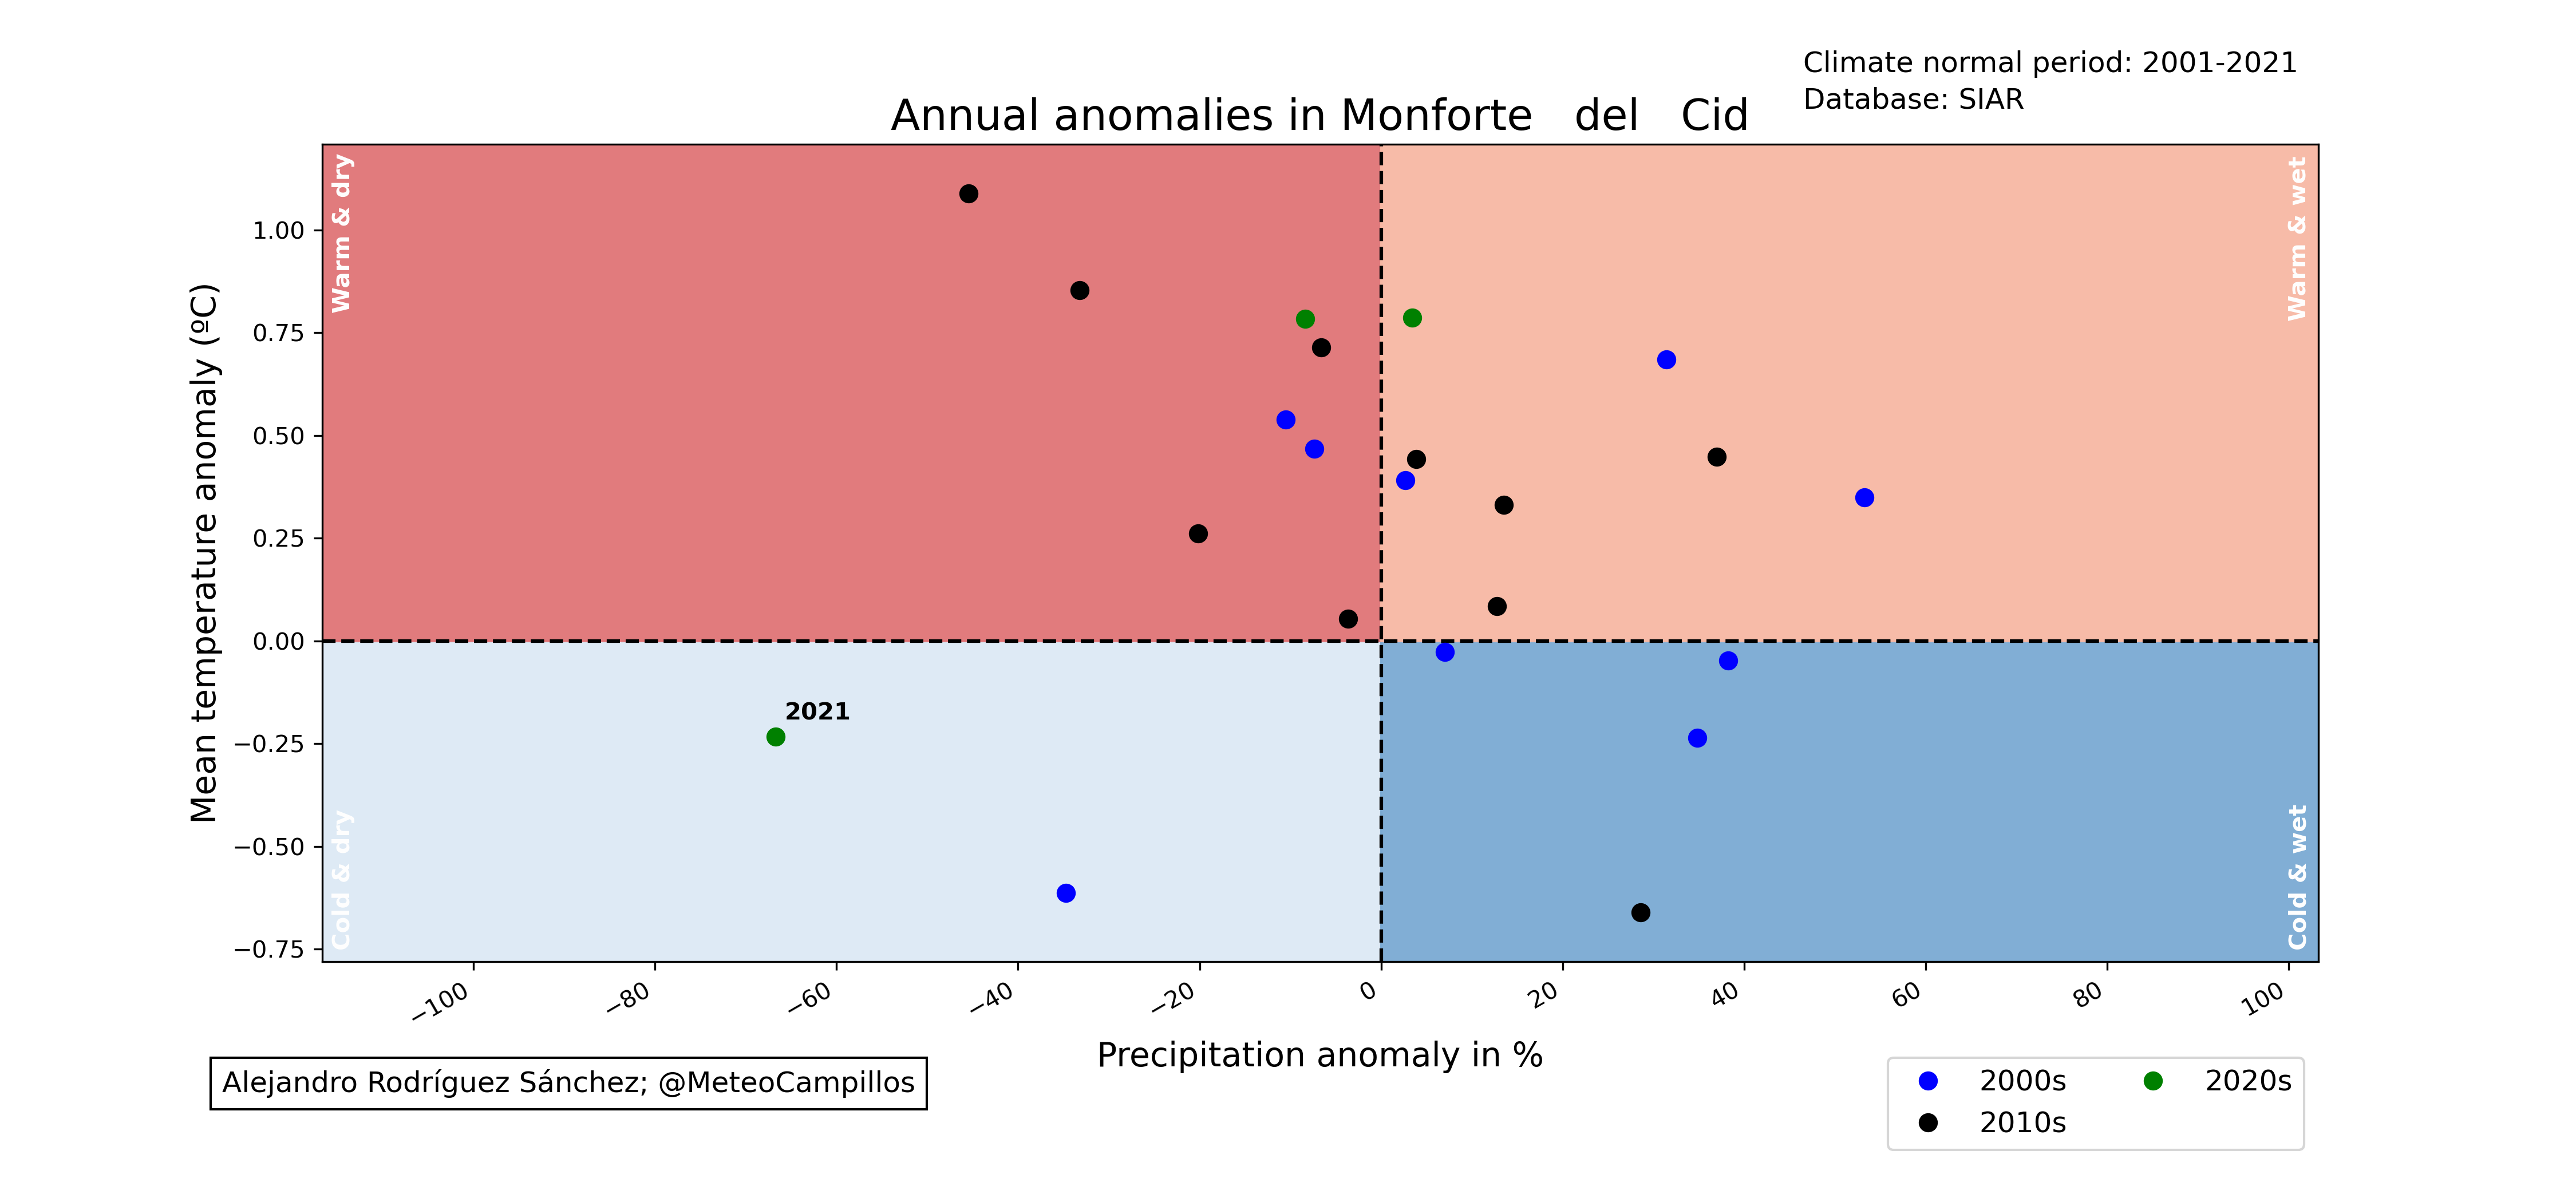 Climate normal period: 2001-2021
Database: SIAR
Annual anomalies in Monforte   del   Cid
Warm & dry
Warm & wet
Mean temperature anomaly (ºC)
1.00
0.75
0.50
0.25
0.00
−0.25
−0.50
−0.75
2021
Cold & dry
Cold & wet
−100
−80
−60
−40
−20
0
20
40
60
80
100
Precipitation anomaly in %
Alejandro Rodríguez Sánchez; @MeteoCampillos
2000s
2010s
2020s